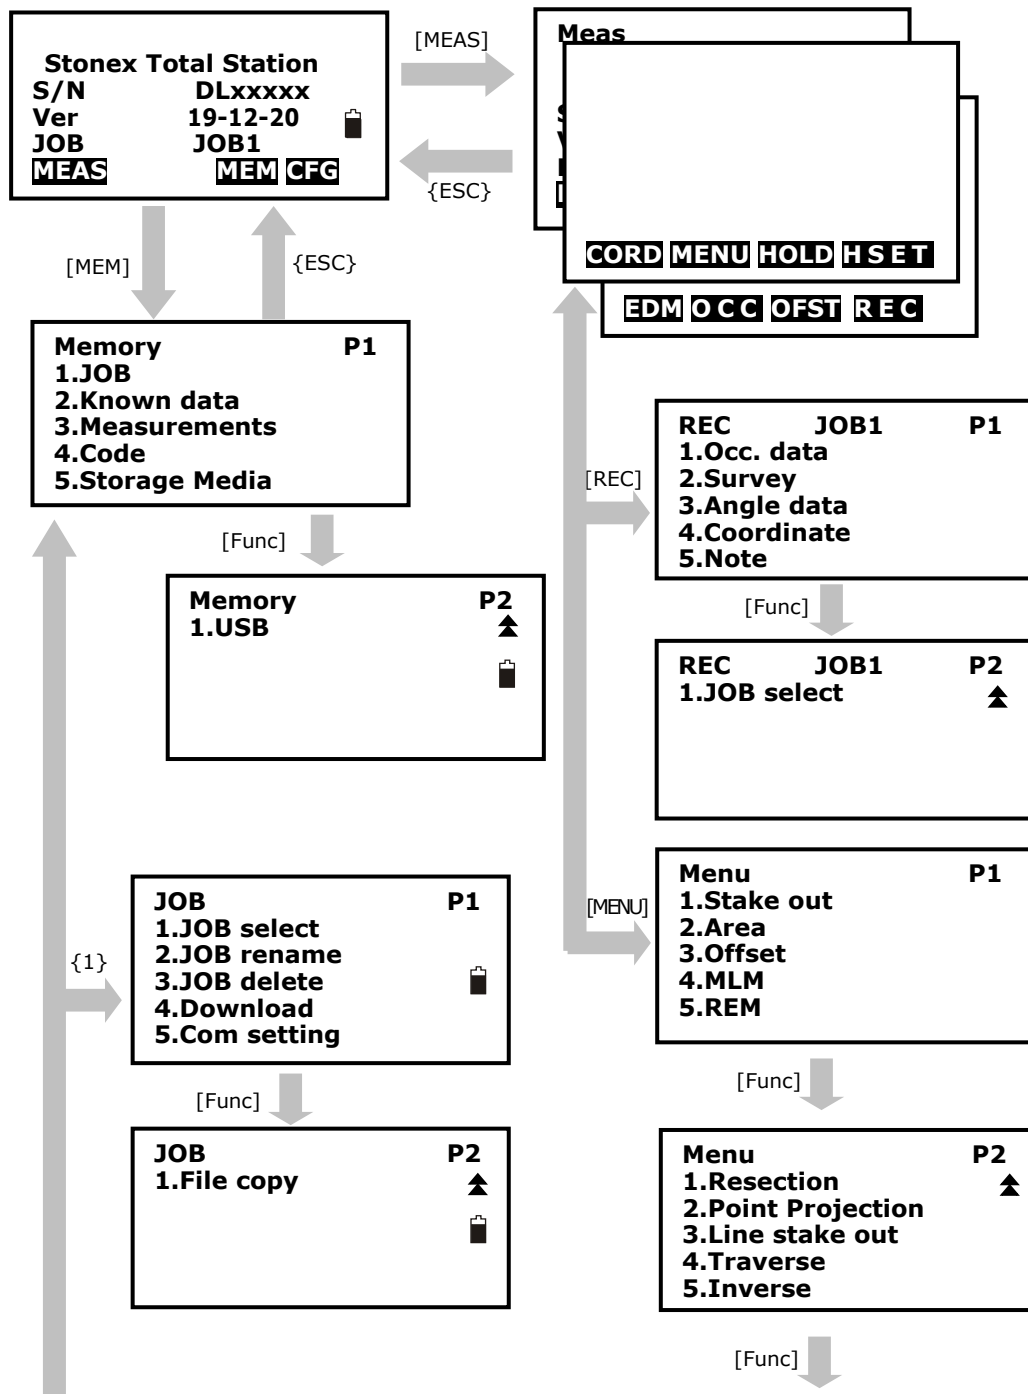 Stonex Total Station
S/N DLxxxxx
Ver 19-12-20
JOB JOB1
MEAS MEM CFG
[MEAS]
{ESC}
Meas
CORD MENU HOLD HSET
EDM OCC OFST REC
[MEM]
{ESC}
Memory P1
1.JOB
2.Known data
3.Measurements
4.Code
5.Storage Media
[Func]
Memory P2
1.USB
[REC]
REC JOB1 P1
1.Occ. data
2.Survey
3.Angle data
4.Coordinate
5.Note
[Func]
REC JOB1 P2
1.JOB select
{1}
JOB P1
1.JOB select
2.JOB rename
3.JOB delete
4.Download
5.Com setting
[Func]
JOB P2
1.File copy
[MENU]
Menu P1
1.Stake out
2.Area
3.Offset
4.MLM
5.REM
[Func]
Menu P2
1.Resection
2.Point Projection
3.Line stake out
4.Traverse
5.Inverse
[Func]